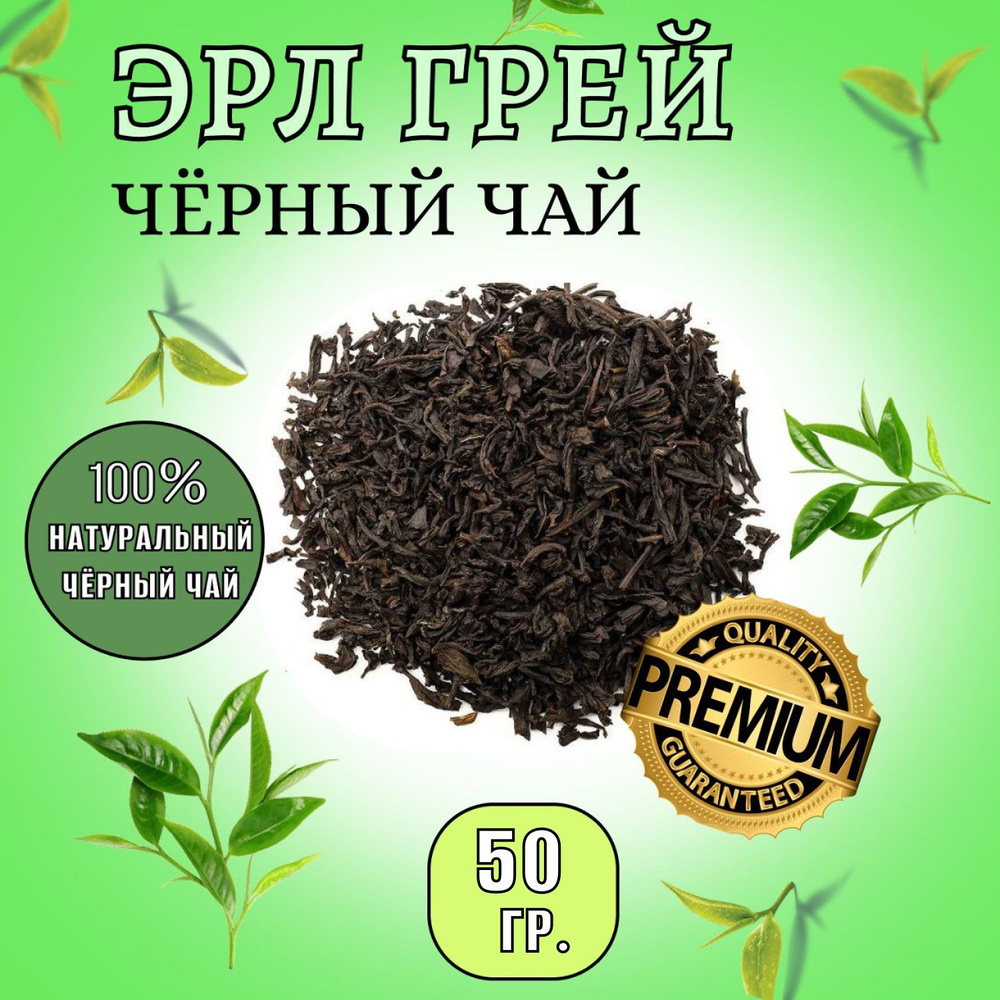 ЭРЛ ГРЕЙ
ЧЁРНЫЙ ЧАЙ
100%
НАТУРАЛЬНЫЙ
ЧЁРНЫЙ ЧАЙ
QUALITY
PREMIUM
GUARANTEED
50
ГР.